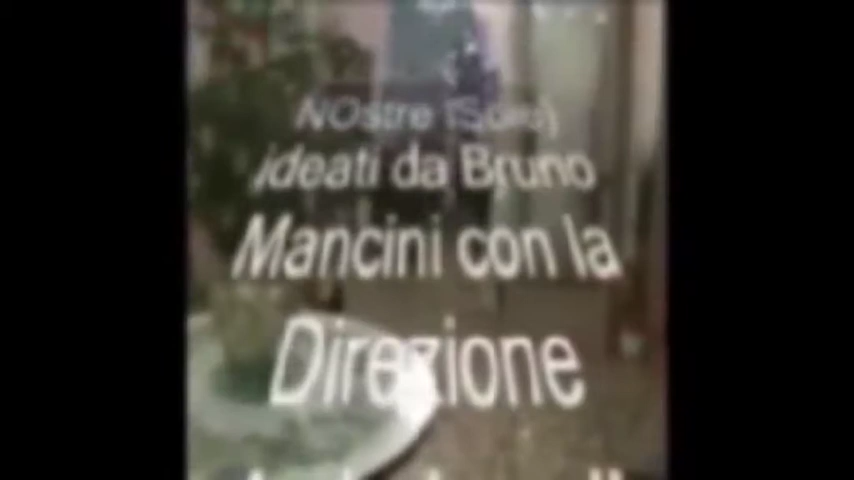 NOstre
ideati da Bruno
Mancini con la
Direzione